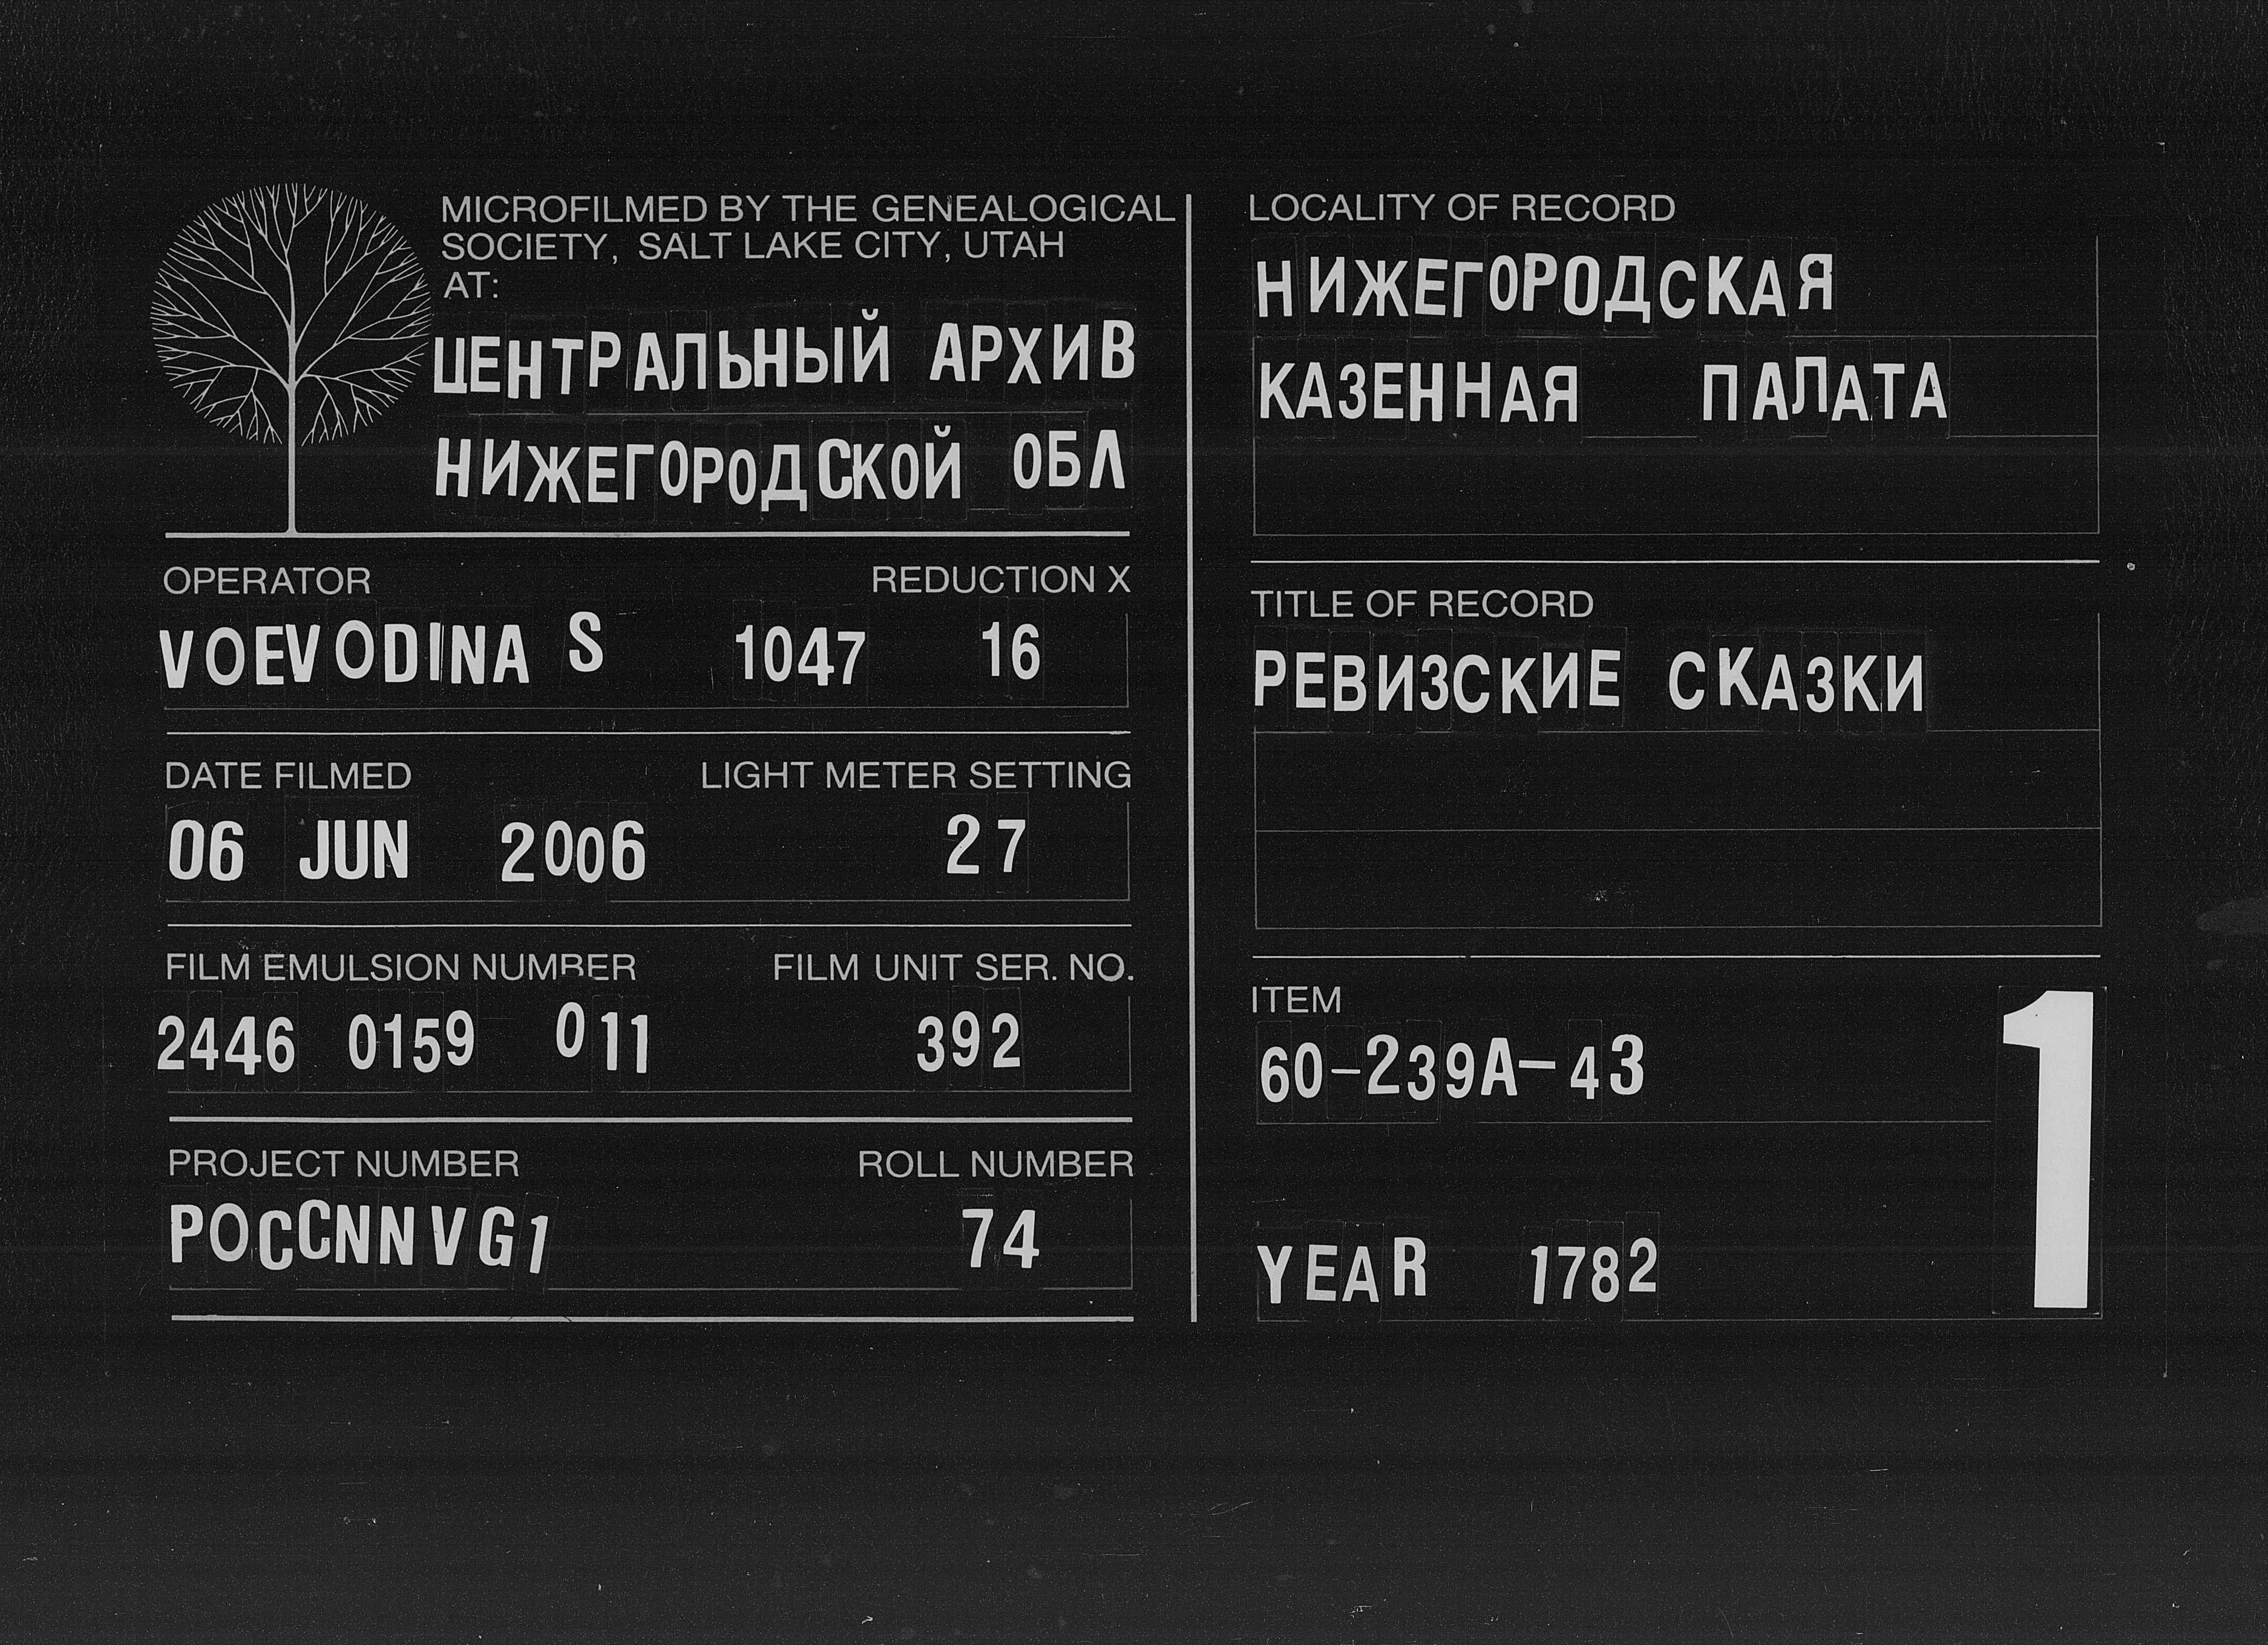 MICROFILMED BY THE GENEALOGICAL
SOCIETY, SALT LAKE CITY, UTAH
AT:
ЦЕНТРАЛЬНЫЙ АРХИВ
НИЖЕГОРОДСКОЙ ОБЛ
OPERATOR REDUCTION X
VOEVODINA S 1047 16
DATE FILMED LIGHT METER SETTING
06 JUN 2006 27
FILM EMULSION NUMBER FILM UNIT SER. NO.
2446 0159 011 392
PROJECT NUMBER ROLL NUMBER
POCCNNVG1 74
LOCALITY OF RECORD
НИЖЕГОРОДСКАЯ
КАЗЕННАЯ ПАЛАТА
TITLE OF RECORD
РЕВИЗСКИЕ СКАЗКИ
ITEM
60-239A-43
1
YEAR 1782